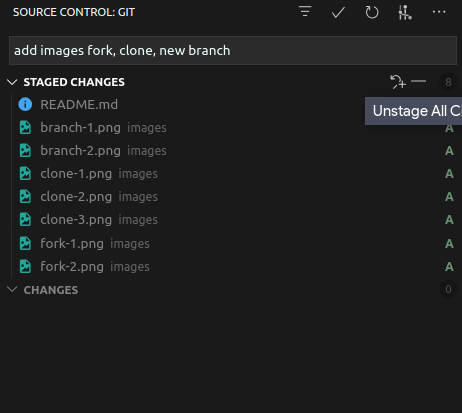 SOURCE CONTROL: GIT
add images fork, clone, new branch
STAGED CHANGES 8
Unstage All C
README.md
branch-1.png images A
branch-2.png images A
clone-1.png images A
clone-2.png images A
clone-3.png images A
fork-1.png images A
fork-2.png images A
CHANGES 0